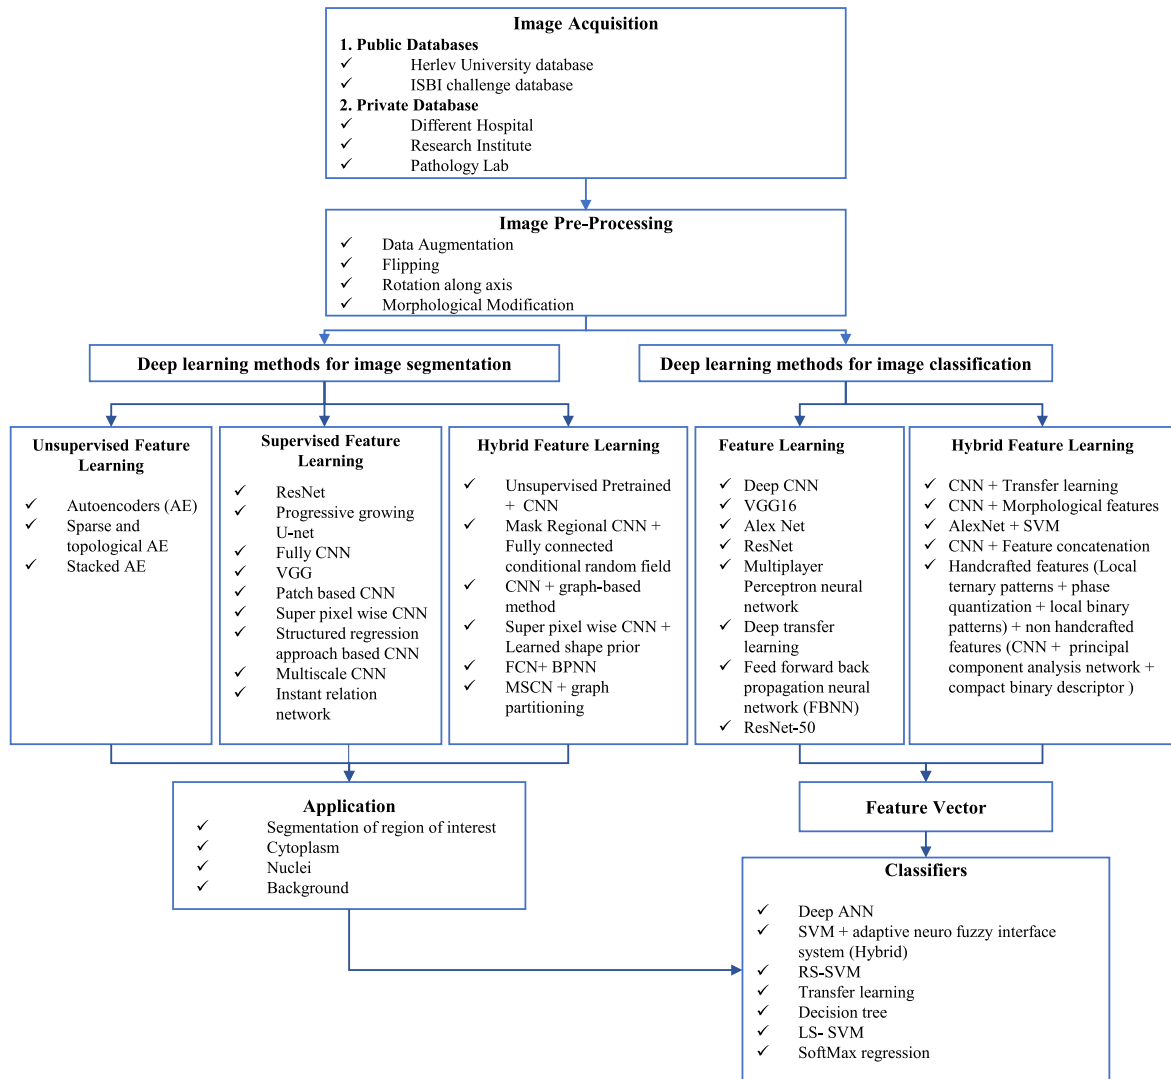 Image Acquisition
1. Public Databases
✓ Herlev University database
✓ ISBI challenge database
2. Private Database
✓ Different Hospital
✓ Research Institute
✓ Pathology Lab
Image Pre-Processing
✓ Data Augmentation
✓ Flipping
✓ Rotation along axis
✓ Morphological Modification
Deep learning methods for image segmentation
Deep learning methods for image classification
Unsupervised Feature
Learning
✓ Autoencoders (AE)
✓ Sparse and
topological AE
✓ Stacked AE
Supervised Feature
Learning
✓ ResNet
✓ Progressive growing
U-net
✓ Fully CNN
✓ VGG
✓ Patch based CNN
✓ Super pixel wise CNN
✓ Structured regression
approach based CNN
✓ Multiscale CNN
✓ Instant relation
network
Hybrid Feature Learning
✓ Unsupervised Pretrained
+ CNN
✓ Mask Regional CNN +
Fully connected
conditional random field
✓ CNN + graph-based
method
✓ Super pixel wise CNN +
Learned shape prior
✓ FCN+ BPNN
✓ MSCN + graph
partitioning
Feature Learning
✓ Deep CNN
✓ VGG16
✓ Alex Net
✓ ResNet
✓ Multiplayer
Perceptron neural
network
✓ Deep transfer
learning
✓ Feed forward back
propagation neural
network (FBNN)
✓ ResNet-50
Hybrid Feature Learning
✓ CNN + Transfer learning
✓ CNN + Morphological features
✓ AlexNet + SVM
✓ CNN + Feature concatenation
✓ Handcrafted features (Local
ternary patterns + phase
quantization + local binary
patterns) + non handcrafted
features (CNN + principal
component analysis network +
compact binary descriptor )
Application
✓ Segmentation of region of interest
✓ Cytoplasm
✓ Nuclei
✓ Background
Feature Vector
Classifiers
✓ Deep ANN
✓ SVM + adaptive neuro fuzzy interface
system (Hybrid)
✓ RS-SVM
✓ Transfer learning
✓ Decision tree
✓ LS- SVM
✓ SoftMax regression